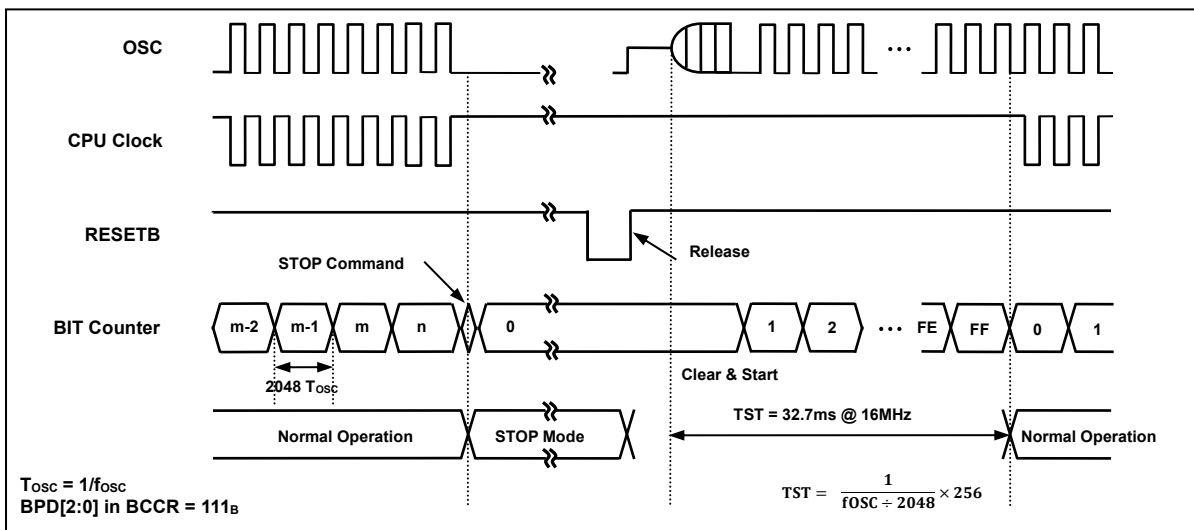 OSC
...
CPU Clock
RESETB
Release
STOP Command
BIT Counter
m-2 m-1 m n 0 1 2 ... FE FF 0 1
2048 TOSC
Clear & Start
TST = 32.7ms @ 16MHz
Normal Operation STOP Mode Normal Operation
TOSC = 1/fOSC
BPD[2:0] in BCCR = 111B
TST = 1 / fOSC ÷ 2048 × 256